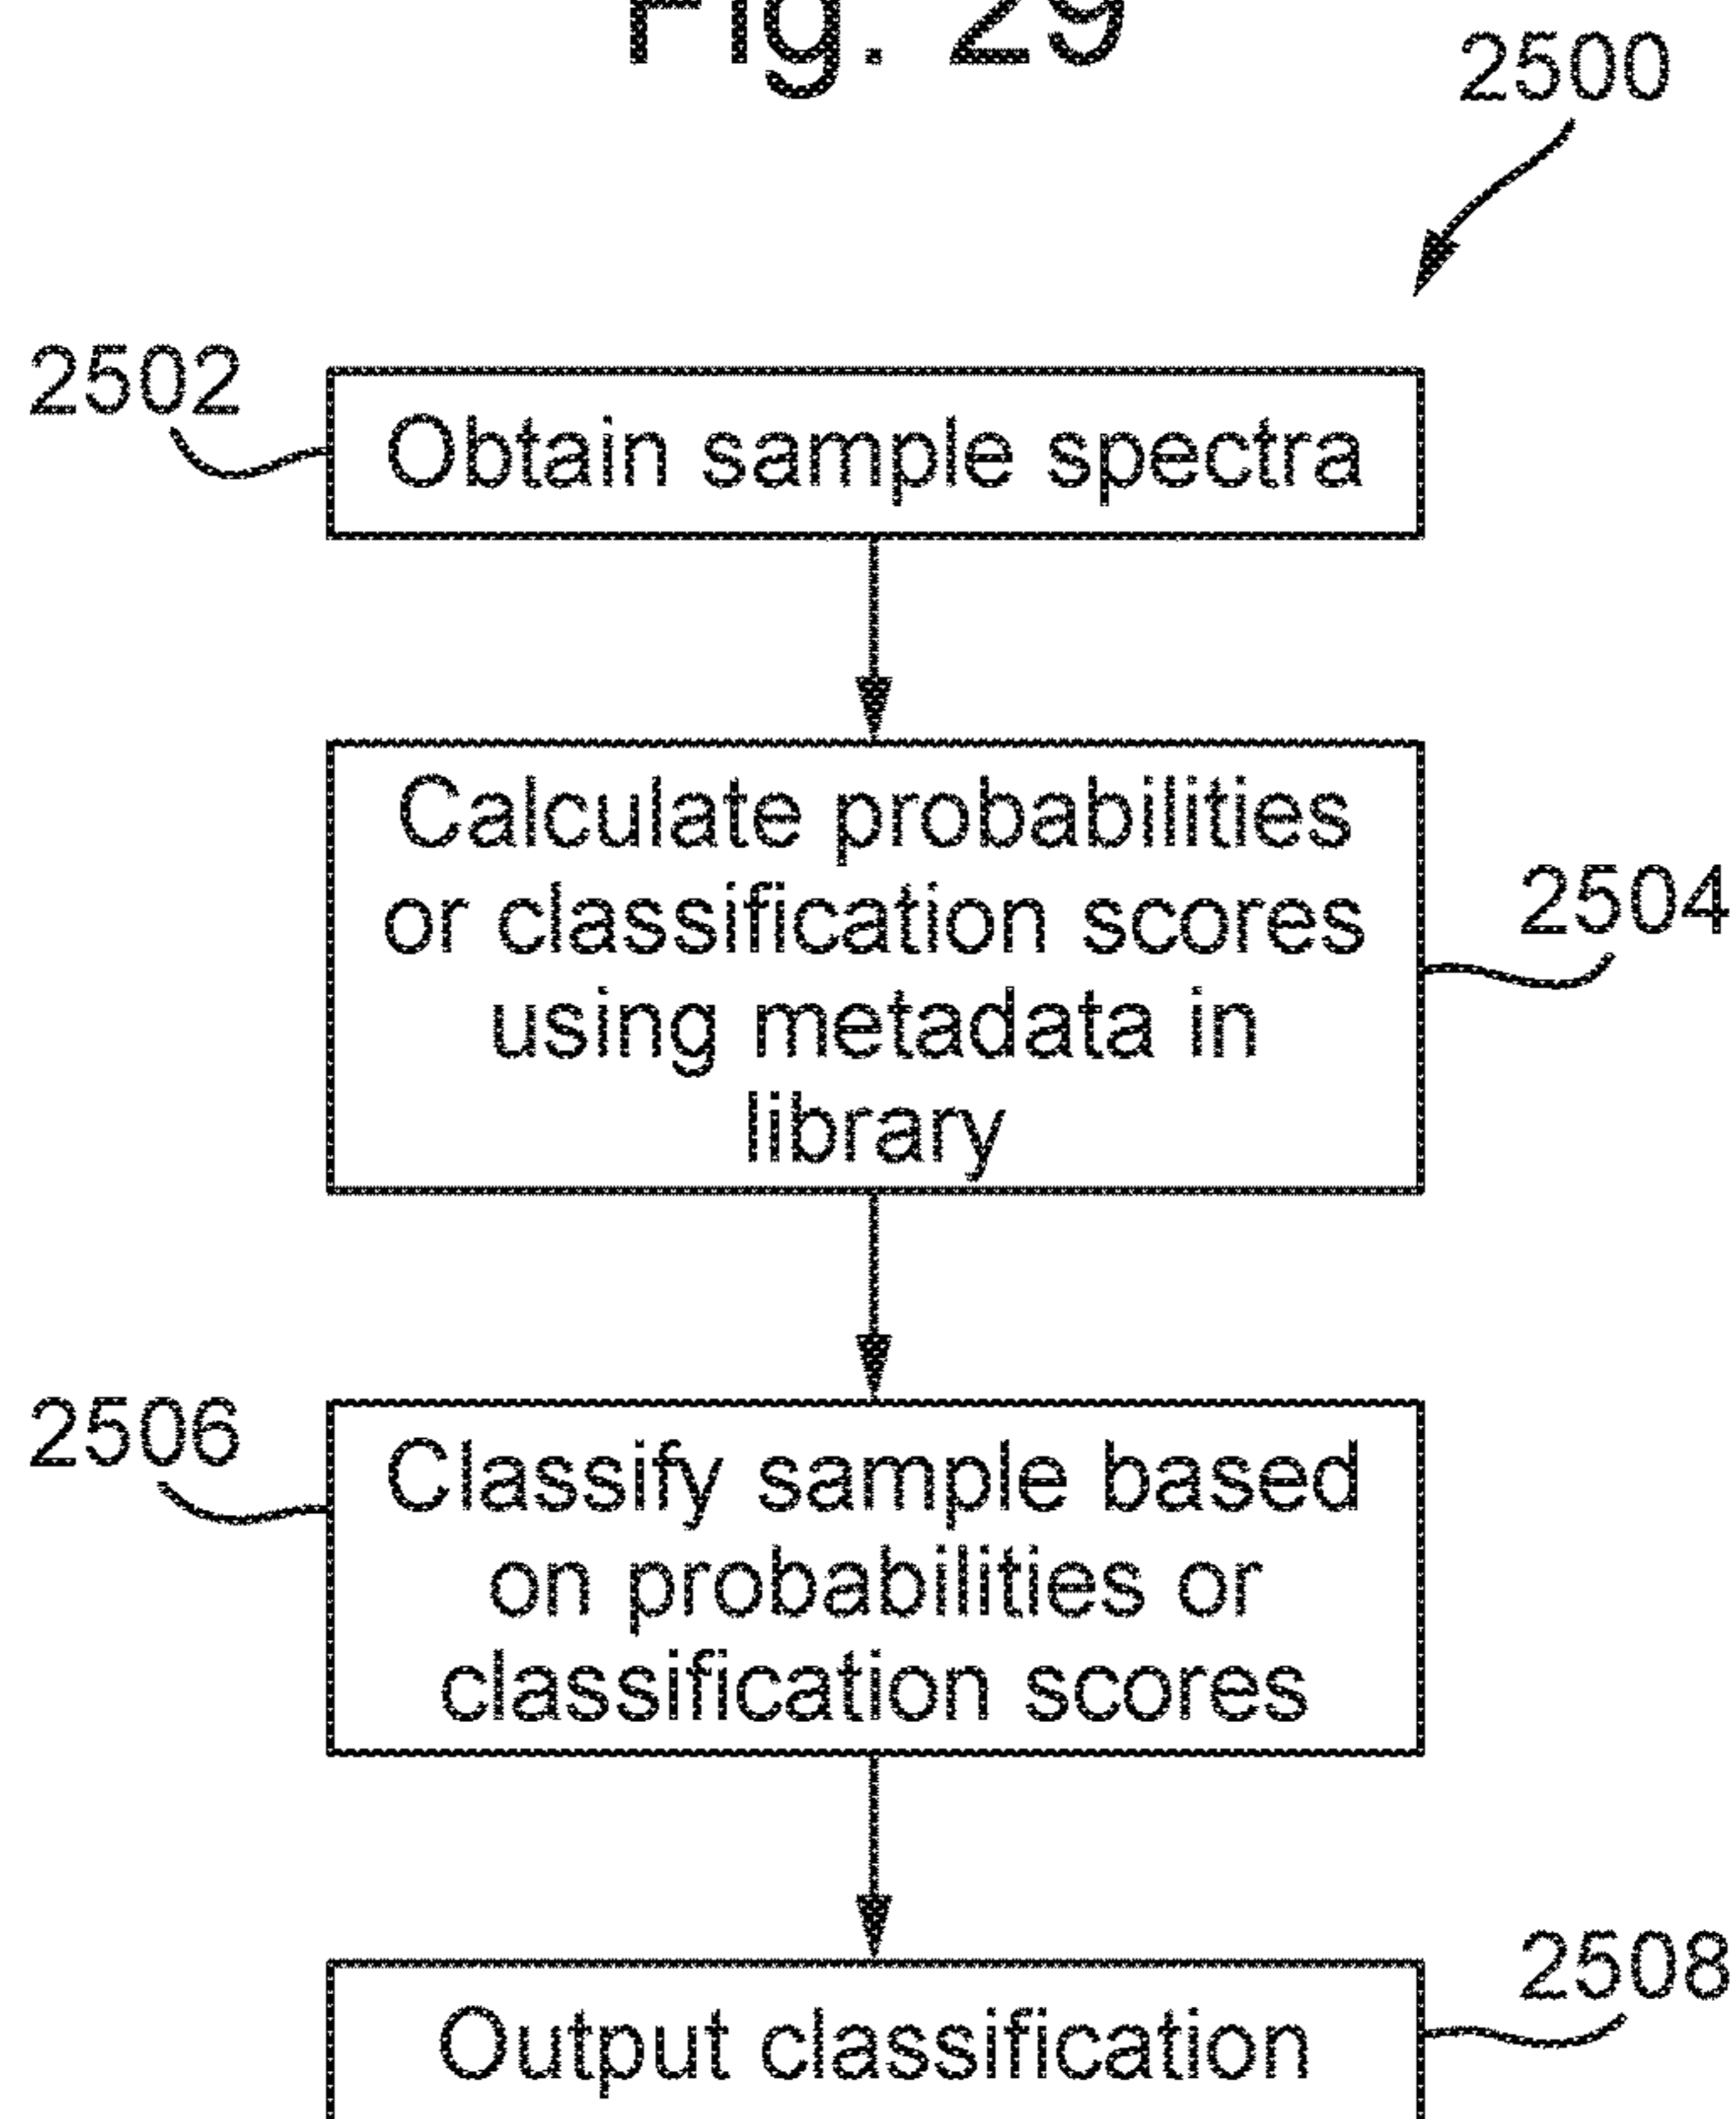 Fig. 29
2500
2502
Obtain sample spectra
Calculate probabilities
or classification scores
using metadata in
library
2504
2506
Classify sample based
on probabilities or
classification scores
2508
Output classification